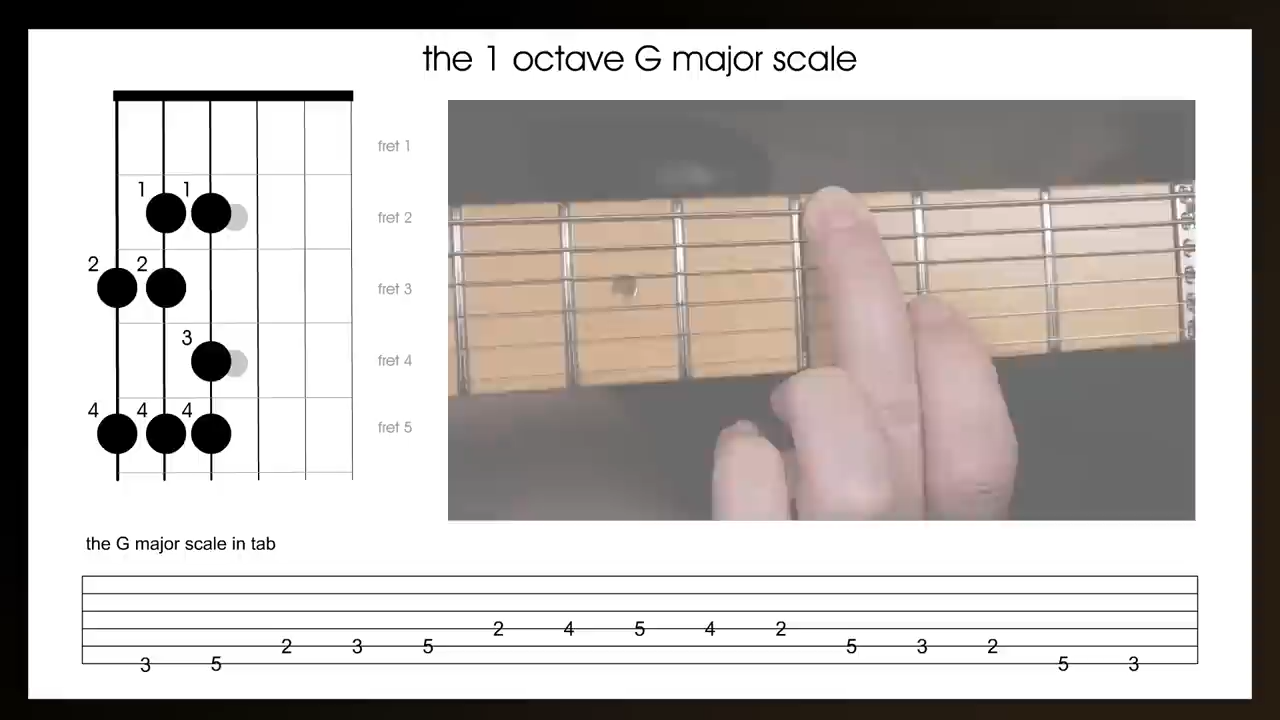 the 1 octave G major scale
fret 1
1 1
fret 2
2 2
fret 3
3
fret 4
4 4 4
fret 5
the G major scale in tab
2 4 5 4 2
2 3 5 5 3 2
3 5 5 3